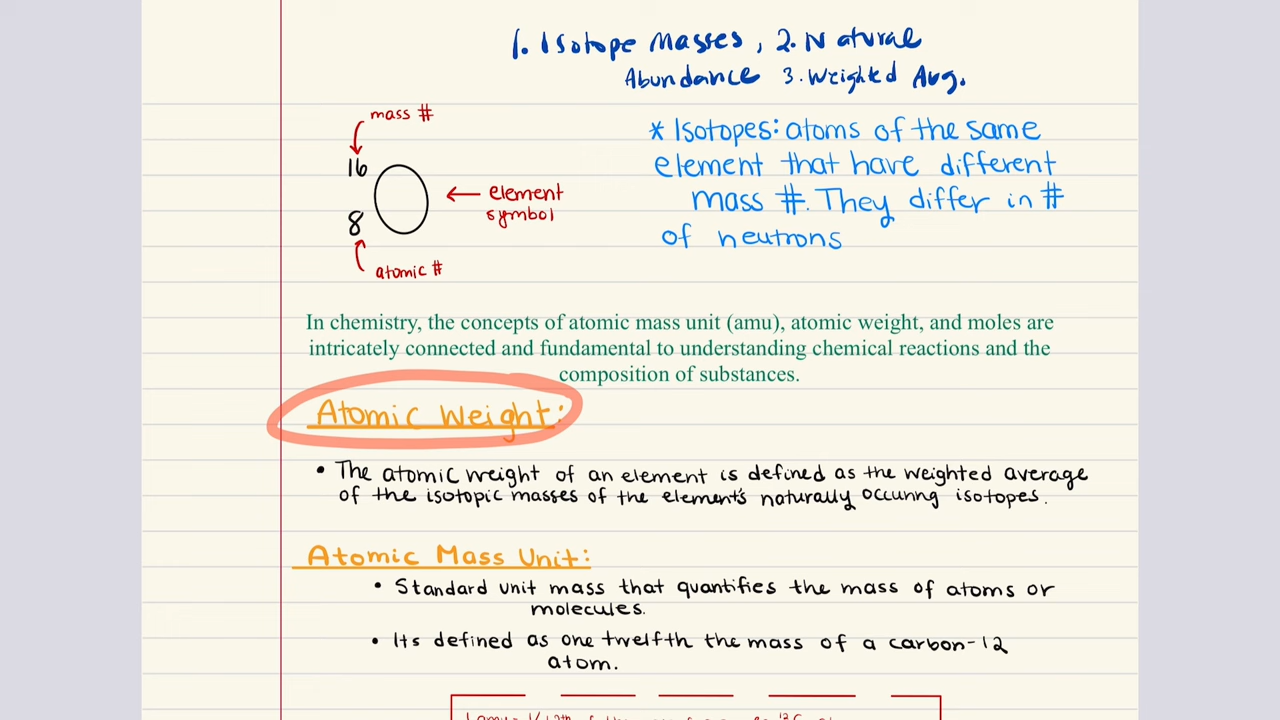 1. Isotope Masses, 2. Natural
Abundance 3. Weighted Avg.
mass #
16
O
8
← element
symbol
atomic #
* Isotopes: atoms of the same
element that have different
mass #. They differ in #
of neutrons
In chemistry, the concepts of atomic mass unit (amu), atomic weight, and moles are
intricately connected and fundamental to understanding chemical reactions and the
composition of substances.
Atomic Weight:
• The atomic weight of an element is defined as the weighted average
of the isotopic masses of the element's naturally occuring isotopes.
Atomic Mass Unit:
• Standard unit mass that quantifies the mass of atoms or
molecules.
• Its defined as one twelfth the mass of a carbon-12
atom.